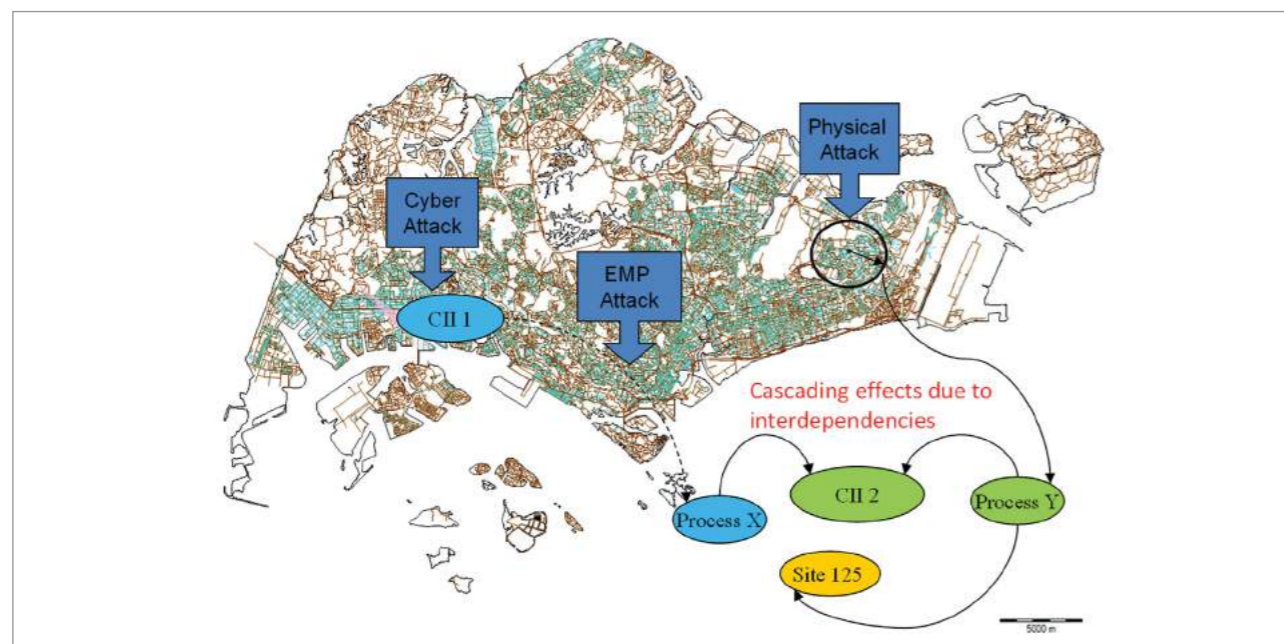 Physical
Attack
Cyber
Attack
EMP
Attack
CII 1
Cascading effects due to
interdependencies
CII 2
Process X
Process Y
Site 125
5000 m